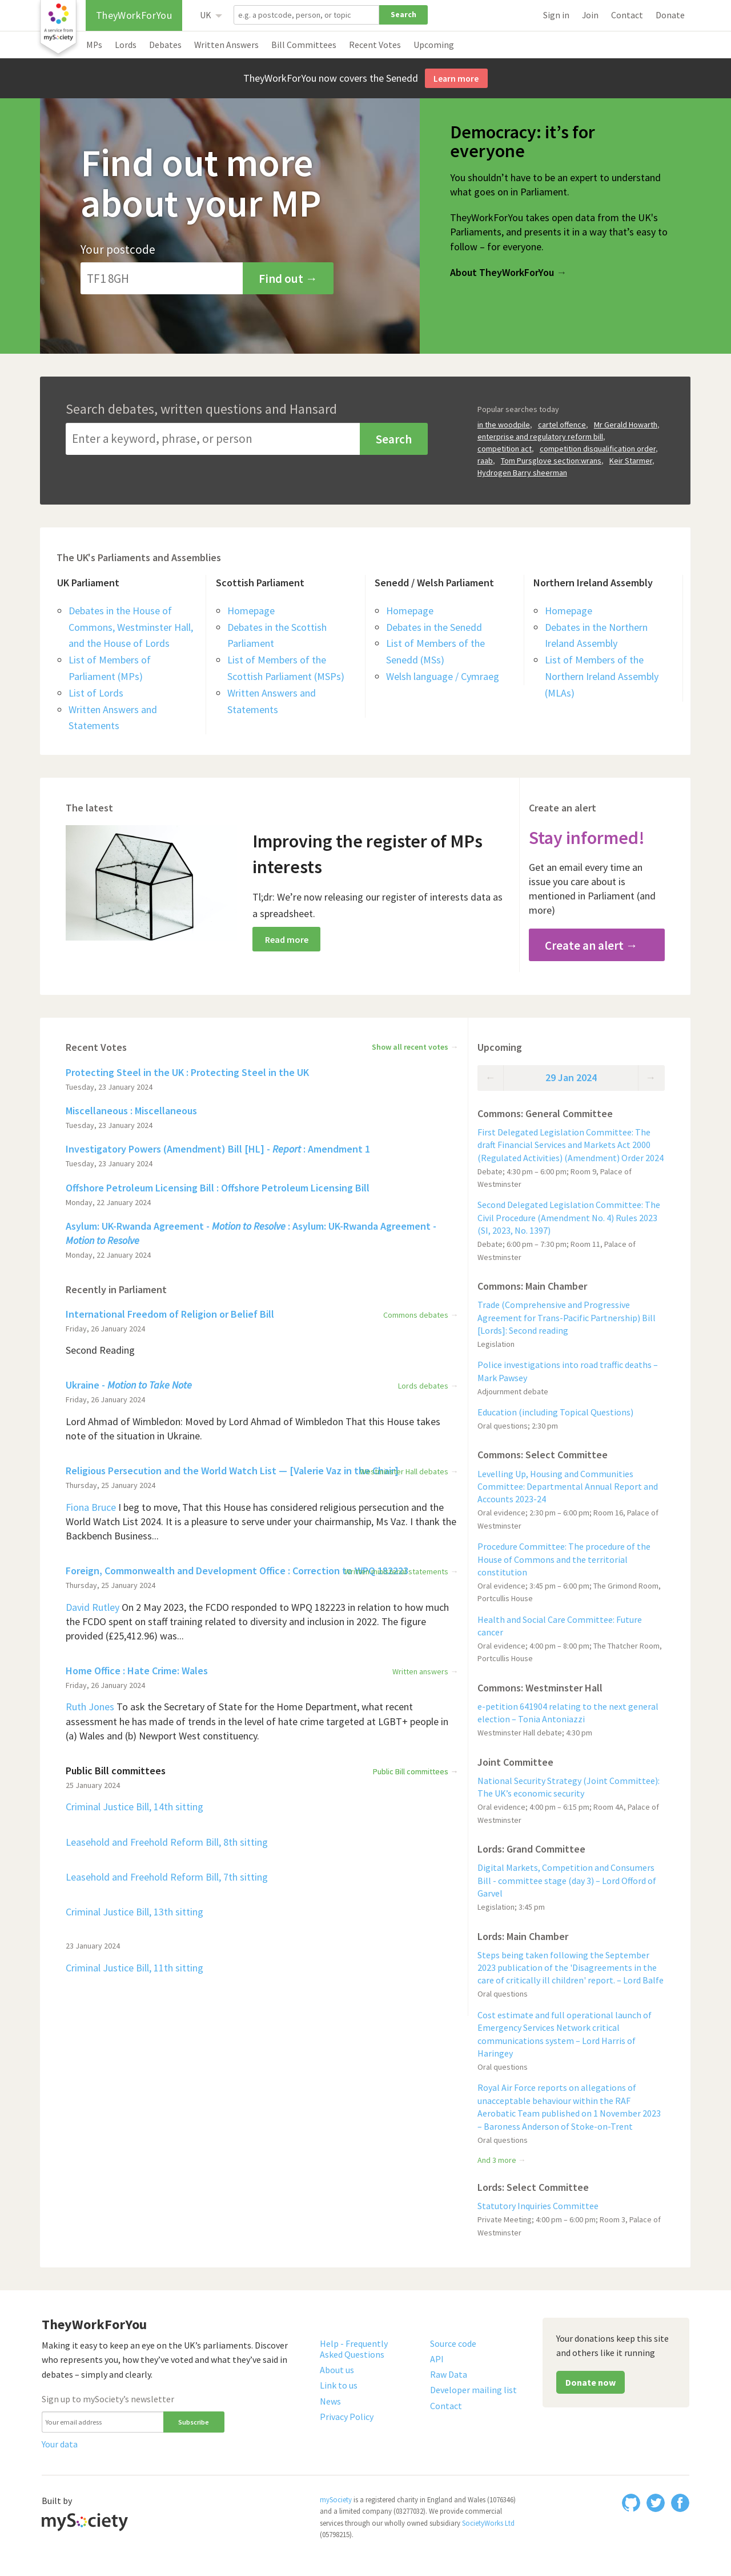 A service from
mySociety
TheyWorkForYou
UK
e.g. a postcode, person, or topic
Search
Sign in
Join
Contact
Donate
MPs
Lords
Debates
Written Answers
Bill Committees
Recent Votes
Upcoming
TheyWorkForYou now covers the Senedd
Learn more
Find out more
about your MP
Your postcode
TF1 8GH
Find out →
Democracy: it’s for
everyone
You shouldn’t have to be an expert to understand
what goes on in Parliament.
TheyWorkForYou takes open data from the UK's
Parliaments, and presents it in a way that’s easy to
follow – for everyone.
About TheyWorkForYou →
Search debates, written questions and Hansard
Enter a keyword, phrase, or person
Search
Popular searches today
in the woodpile, cartel offence, Mr Gerald Howarth,
enterprise and regulatory reform bill,
competition act, competition disqualification order,
raab, Tom Pursglove section:wrans, Keir Starmer,
Hydrogen Barry sheerman
The UK's Parliaments and Assemblies
UK Parliament
Debates in the House of
Commons, Westminster Hall,
and the House of Lords
List of Members of
Parliament (MPs)
List of Lords
Written Answers and
Statements
Scottish Parliament
Homepage
Debates in the Scottish
Parliament
List of Members of the
Scottish Parliament (MSPs)
Written Answers and
Statements
Senedd / Welsh Parliament
Homepage
Debates in the Senedd
List of Members of the
Senedd (MSs)
Welsh language / Cymraeg
Northern Ireland Assembly
Homepage
Debates in the Northern
Ireland Assembly
List of Members of the
Northern Ireland Assembly
(MLAs)
The latest
Improving the register of MPs
interests
Tl;dr: We’re now releasing our register of interests data as
a spreadsheet.
Read more
Create an alert
Stay informed!
Get an email every time an
issue you care about is
mentioned in Parliament (and
more)
Create an alert →
Recent Votes
Show all recent votes →
Protecting Steel in the UK : Protecting Steel in the UK
Tuesday, 23 January 2024
Miscellaneous : Miscellaneous
Tuesday, 23 January 2024
Investigatory Powers (Amendment) Bill [HL] - Report : Amendment 1
Tuesday, 23 January 2024
Offshore Petroleum Licensing Bill : Offshore Petroleum Licensing Bill
Monday, 22 January 2024
Asylum: UK-Rwanda Agreement - Motion to Resolve : Asylum: UK-Rwanda Agreement -
Motion to Resolve
Monday, 22 January 2024
Recently in Parliament
International Freedom of Religion or Belief Bill
Commons debates →
Friday, 26 January 2024
Second Reading
Ukraine - Motion to Take Note
Lords debates →
Friday, 26 January 2024
Lord Ahmad of Wimbledon: Moved by Lord Ahmad of Wimbledon That this House takes
note of the situation in Ukraine.
Religious Persecution and the World Watch List — [Valerie Vaz in the Chair]
Westminster Hall debates →
Thursday, 25 January 2024
Fiona Bruce I beg to move, That this House has considered religious persecution and the
World Watch List 2024. It is a pleasure to serve under your chairmanship, Ms Vaz. I thank the
Backbench Business...
Foreign, Commonwealth and Development Office : Correction to WPQ 182223
statements →
Thursday, 25 January 2024
David Rutley On 2 May 2023, the FCDO responded to WPQ 182223 in relation to how much
the FCDO spent on staff training related to diversity and inclusion in 2022. The figure
provided (£25,412.96) was...
Home Office : Hate Crime: Wales
Written answers →
Friday, 26 January 2024
Ruth Jones To ask the Secretary of State for the Home Department, what recent
assessment he has made of trends in the level of hate crime targeted at LGBT+ people in
(a) Wales and (b) Newport West constituency.
Public Bill committees
Public Bill committees →
25 January 2024
Criminal Justice Bill, 14th sitting
Leasehold and Freehold Reform Bill, 8th sitting
Leasehold and Freehold Reform Bill, 7th sitting
Criminal Justice Bill, 13th sitting
23 January 2024
Criminal Justice Bill, 11th sitting
Upcoming
←
29 Jan 2024
→
Commons: General Committee
First Delegated Legislation Committee: The
draft Financial Services and Markets Act 2000
(Regulated Activities) (Amendment) Order 2024
Debate; 4:30 pm – 6:00 pm; Room 9, Palace of
Westminster
Second Delegated Legislation Committee: The
Civil Procedure (Amendment No. 4) Rules 2023
(SI, 2023, No. 1397)
Debate; 6:00 pm – 7:30 pm; Room 11, Palace of
Westminster
Commons: Main Chamber
Trade (Comprehensive and Progressive
Agreement for Trans-Pacific Partnership) Bill
[Lords]: Second reading
Legislation
Police investigations into road traffic deaths –
Mark Pawsey
Adjournment debate
Education (including Topical Questions)
Oral questions; 2:30 pm
Commons: Select Committee
Levelling Up, Housing and Communities
Committee: Departmental Annual Report and
Accounts 2023-24
Oral evidence; 2:30 pm – 6:00 pm; Room 16, Palace of
Westminster
Procedure Committee: The procedure of the
House of Commons and the territorial
constitution
Oral evidence; 3:45 pm – 6:00 pm; The Grimond Room,
Portcullis House
Health and Social Care Committee: Future
cancer
Oral evidence; 4:00 pm – 8:00 pm; The Thatcher Room,
Portcullis House
Commons: Westminster Hall
e-petition 641904 relating to the next general
election – Tonia Antoniazzi
Westminster Hall debate; 4:30 pm
Joint Committee
National Security Strategy (Joint Committee):
The UK's economic security
Oral evidence; 4:00 pm – 6:15 pm; Room 4A, Palace of
Westminster
Lords: Grand Committee
Digital Markets, Competition and Consumers
Bill - committee stage (day 3) – Lord Offord of
Garvel
Legislation; 3:45 pm
Lords: Main Chamber
Steps being taken following the September
2023 publication of the 'Disagreements in the
care of critically ill children' report. – Lord Balfe
Oral questions
Cost estimate and full operational launch of
Emergency Services Network critical
communications system – Lord Harris of
Haringey
Oral questions
Royal Air Force reports on allegations of
unacceptable behaviour within the RAF
Aerobatic Team published on 1 November 2023
– Baroness Anderson of Stoke-on-Trent
Oral questions
And 3 more →
Lords: Select Committee
Statutory Inquiries Committee
Private Meeting; 4:00 pm – 6:00 pm; Room 3, Palace of
Westminster
TheyWorkForYou
Making it easy to keep an eye on the UK’s parliaments. Discover
who represents you, how they’ve voted and what they’ve said in
debates – simply and clearly.
Sign up to mySociety's newsletter
Your email address
Subscribe
Your data
Help - Frequently
Asked Questions
About us
Link to us
News
Privacy Policy
Source code
API
Raw Data
Developer mailing list
Contact
Your donations keep this site
and others like it running
Donate now
Built by
mySociety
mySociety is a registered charity in England and Wales (1076346)
and a limited company (03277032). We provide commercial
services through our wholly owned subsidiary SocietyWorks Ltd
(05798215).